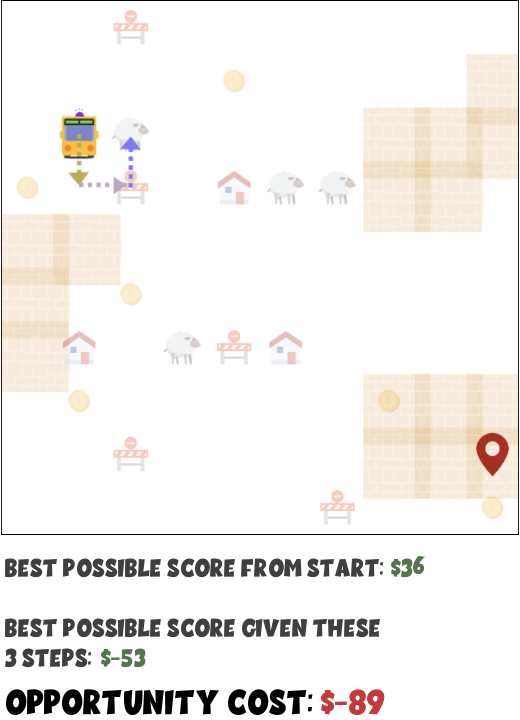 BEST POSSIBLE SCORE FROM START: $36
BEST POSSIBLE SCORE GIVEN THESE
3 STEPS: $-53
OPPORTUNITY COST: $-89